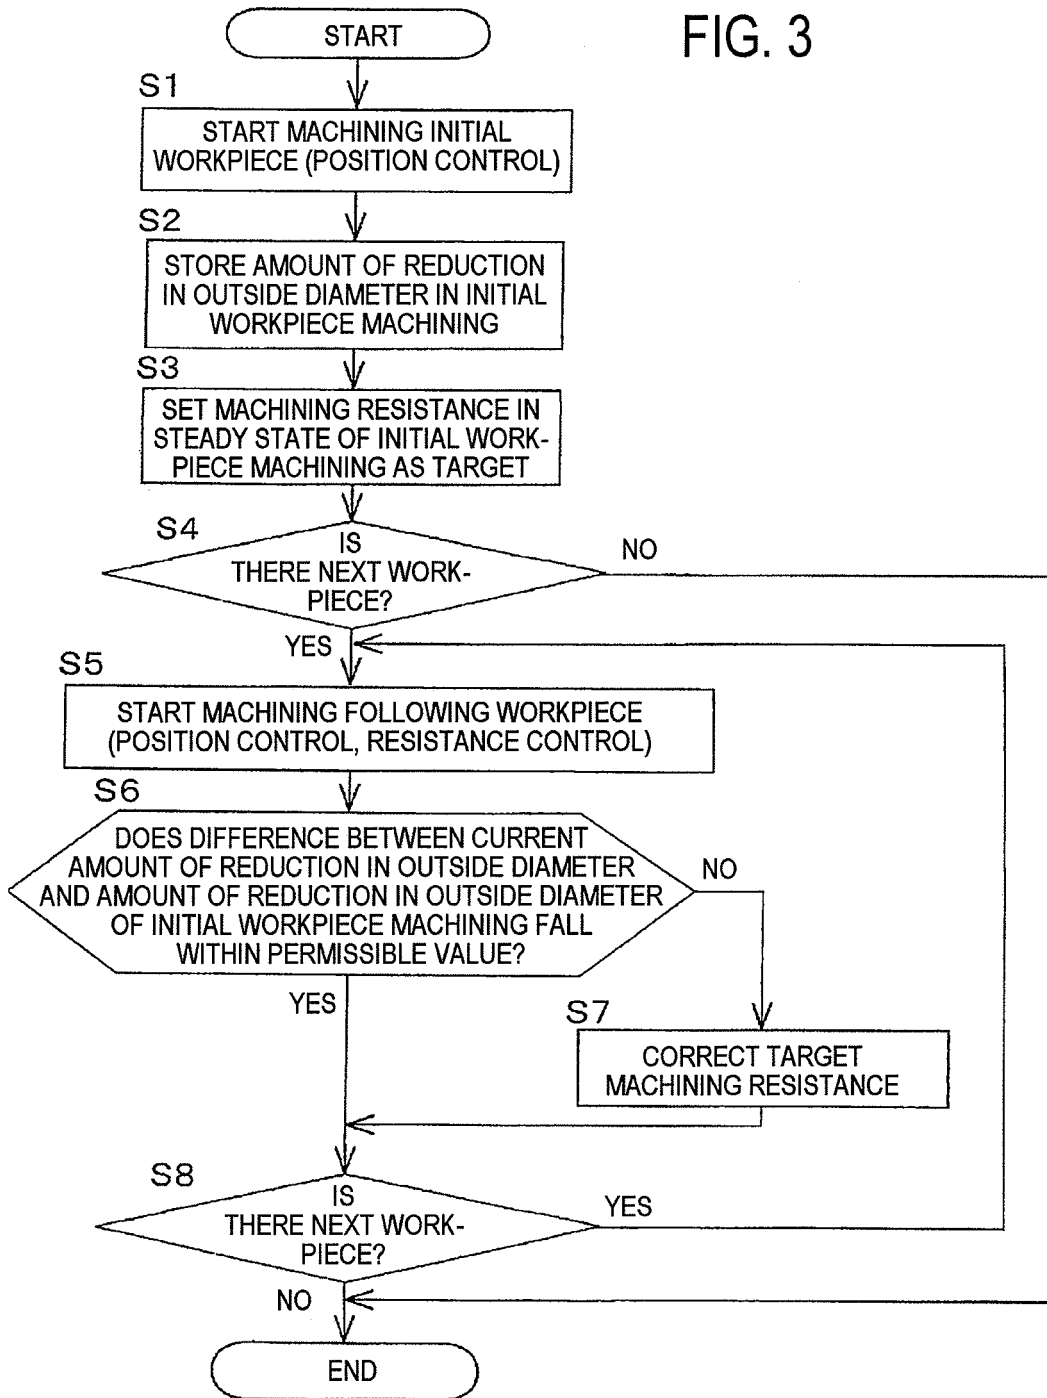 FIG. 3
START
S1
START MACHINING INITIAL
WORKPIECE (POSITION CONTROL)
S2
STORE AMOUNT OF REDUCTION
IN OUTSIDE DIAMETER IN INITIAL
WORKPIECE MACHINING
S3
SET MACHINING RESISTANCE IN
STEADY STATE OF INITIAL WORK-
PIECE MACHINING AS TARGET
S4
IS
THERE NEXT WORK-
PIECE?
NO
YES
S5
START MACHINING FOLLOWING WORKPIECE
(POSITION CONTROL, RESISTANCE CONTROL)
S6
DOES DIFFERENCE BETWEEN CURRENT
AMOUNT OF REDUCTION IN OUTSIDE DIAMETER
AND AMOUNT OF REDUCTION IN OUTSIDE DIAMETER
OF INITIAL WORKPIECE MACHINING FALL
WITHIN PERMISSIBLE VALUE?
NO
YES
S7
CORRECT TARGET
MACHINING RESISTANCE
S8
IS
THERE NEXT WORK-
PIECE?
YES
NO
END